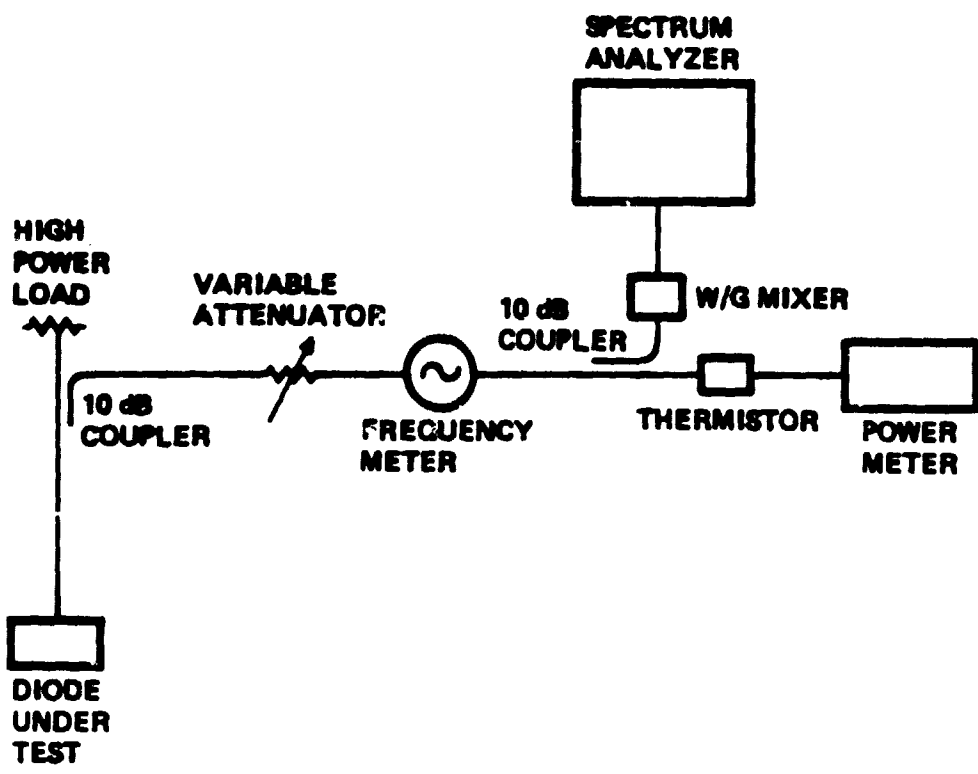 SPECTRUM
ANALYZER
HIGH
POWER
LOAD
VARIABLE
ATTENUATOR
10 dB
COUPLER
W/G MIXER
10 dB
COUPLER
FREQUENCY
METER
THERMISTOR
POWER
METER
DIODE
UNDER
TEST